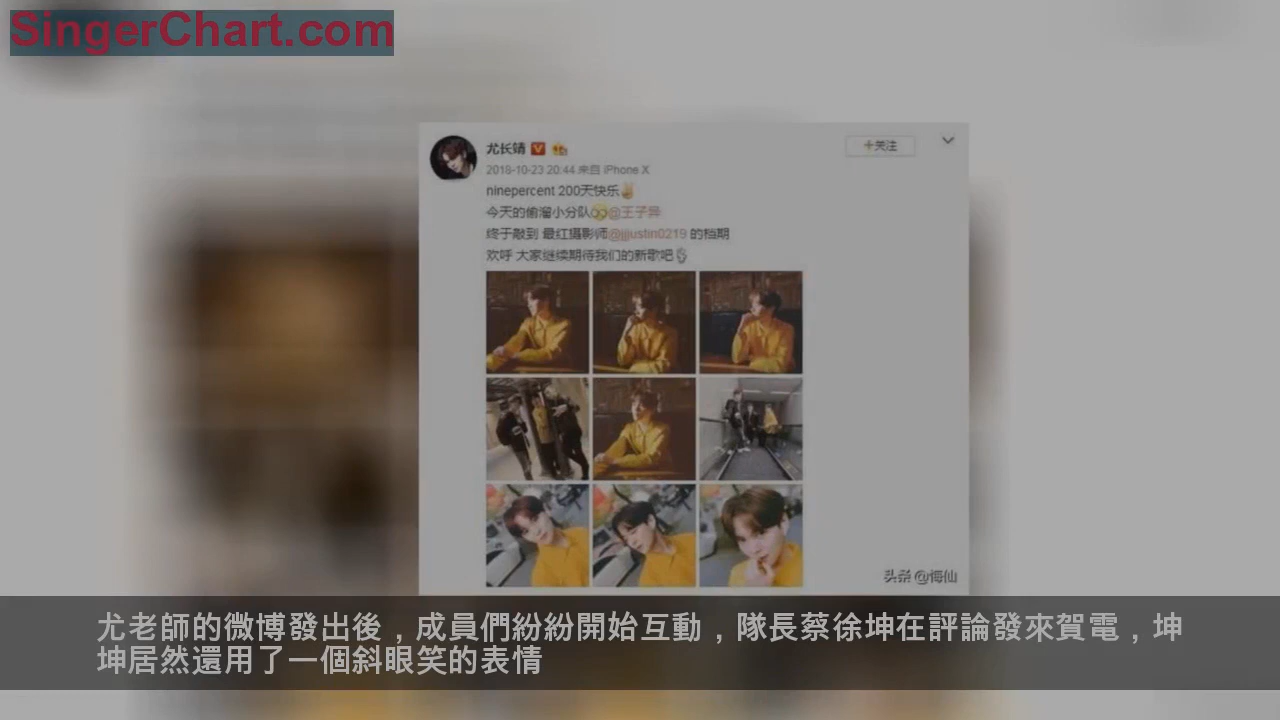 SingerChart.com
尤长靖
+关注
2018-10-23 20:44 来自 iPhone X
ninepercent 200天快乐
今天的偷溜小分队@王子异
终于敲到 最红摄影师@jjjustin0219 的档期
欢呼 大家继续期待我们的新歌吧
头条 @悔仙
尤老師的微博發出後，成員們紛紛開始互動，隊長蔡徐坤在評論發來賀電，坤
坤居然還用了一個斜眼笑的表情